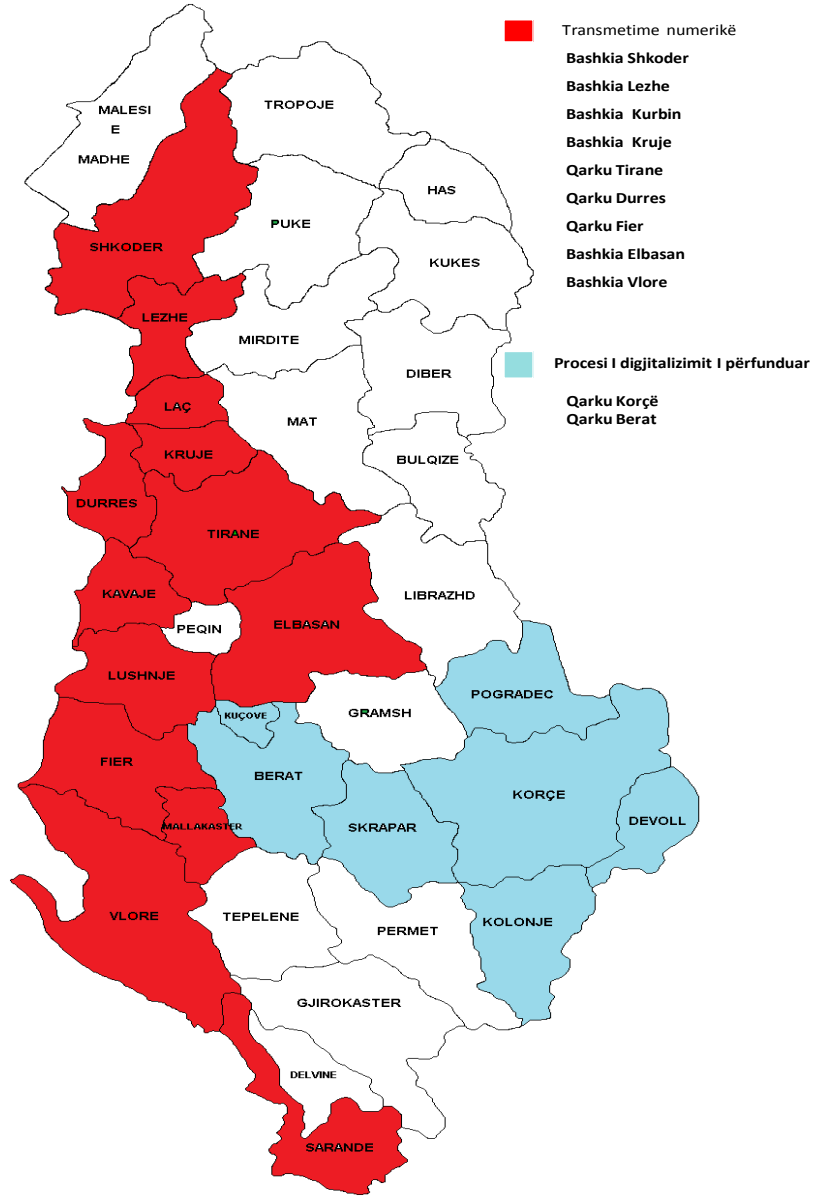 Transmetime numerikë
Bashkia Shkoder
Bashkia Lezhe
Bashkia Kurbin
Bashkia Kruje
Qarku Tirane
Qarku Durres
Qarku Fier
Bashkia Elbasan
Bashkia Vlore
Procesi I digjitalizimit I përfunduar
Qarku Korçë
Qarku Berat
MALESI
E
MADHE
TROPOJE
HAS
PUKE
SHKODER
KUKES
LEZHE
MIRDITE
DIBER
LAÇ
MAT
KRUJE
BULQIZE
DURRES
TIRANE
KAVAJE
LIBRAZHD
PEQIN
ELBASAN
LUSHNJE
POGRADEC
KUÇOVE
GRAMSH
FIER
BERAT
KORÇE
MALLAKASTER
SKRAPAR
DEVOLL
VLORE
TEPELENE
PERMET
KOLONJE
GJIROKASTER
DELVINE
SARANDE